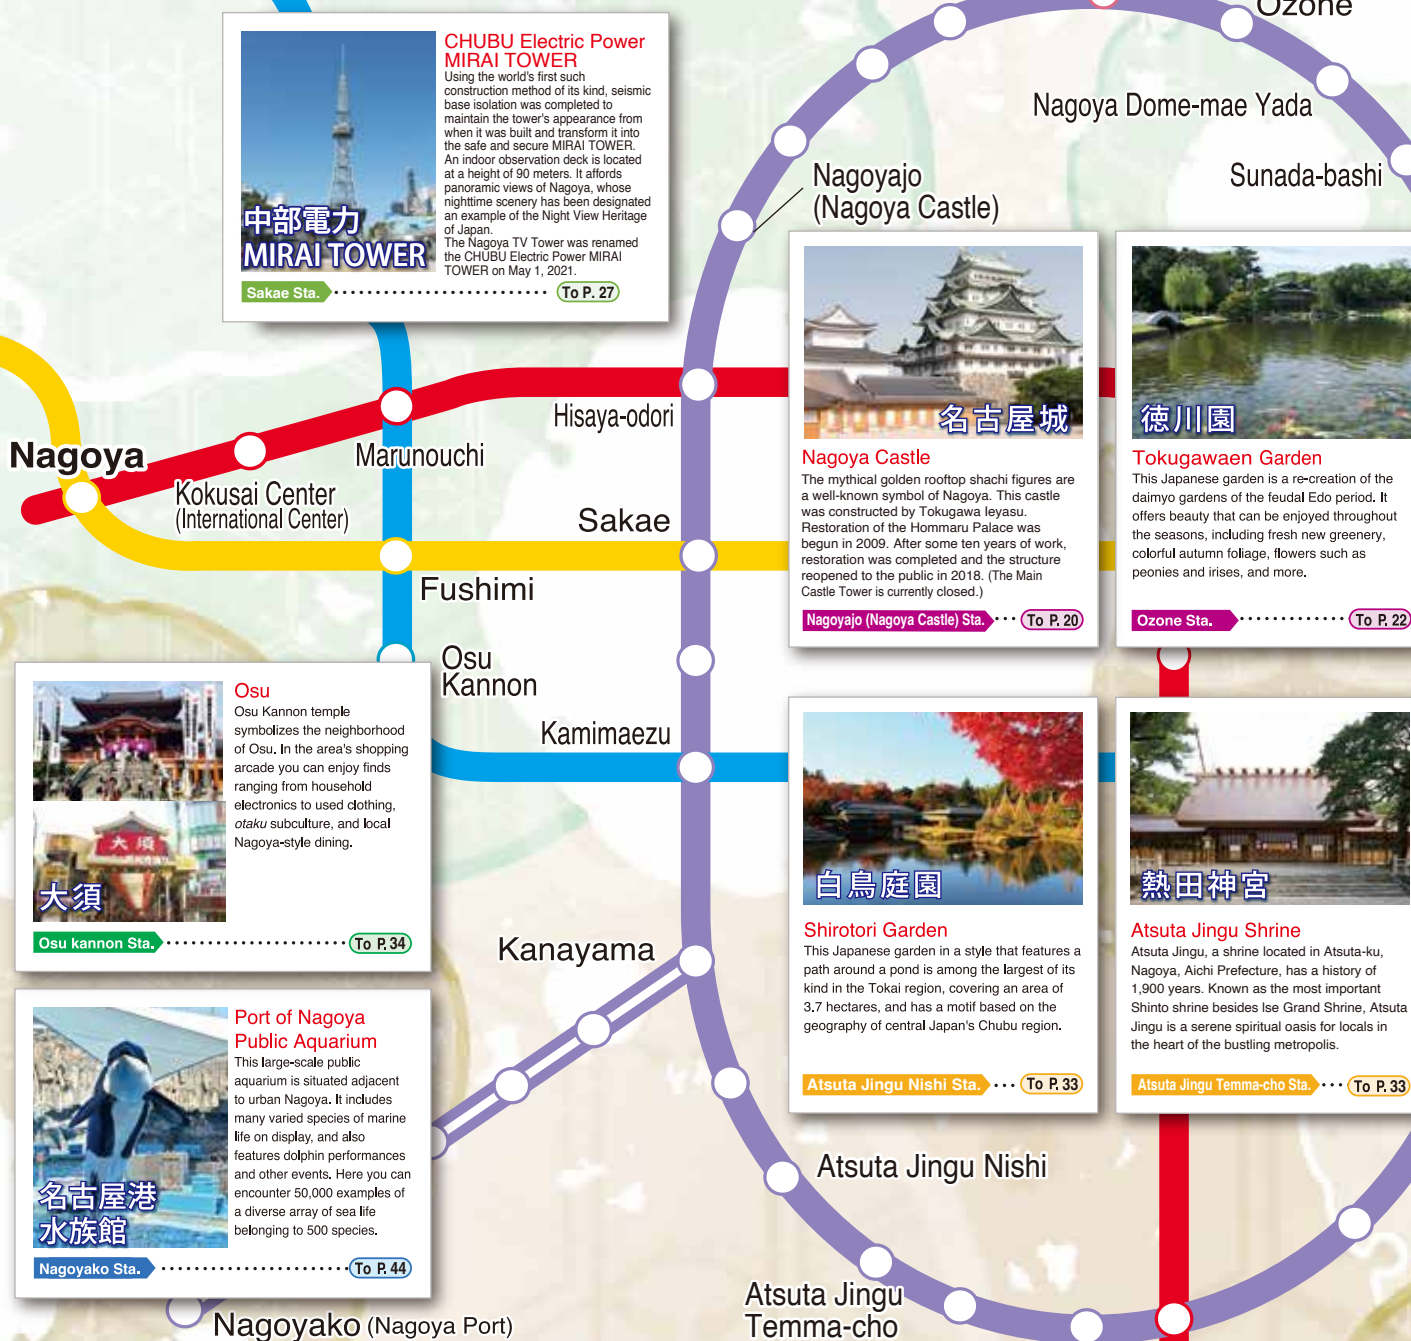 CHUBU Electric Power
MIRAI TOWER
Using the world's first such
construction method of its kind, seismic
base isolation was completed to
maintain the tower's appearance from
when it was built and transform it into
the safe and secure MIRAI TOWER.
An indoor observation deck is located
at a height of 90 meters. It affords
panoramic views of Nagoya, whose
nighttime scenery has been designated
an example of the Night View Heritage
of Japan.
The Nagoya TV Tower was renamed
the CHUBU Electric Power MIRAI
TOWER on May 1, 2021.
中部電力
MIRAI TOWER
Sakae Sta.
To P. 27
Ozone
Nagoya Dome-mae Yada
Sunada-bashi
Nagoyajo
(Nagoya Castle)
名古屋城
Nagoya Castle
The mythical golden rooftop shachi figures are
a well-known symbol of Nagoya. This castle
was constructed by Tokugawa Ieyasu.
Restoration of the Hommaru Palace was
begun in 2009. After some ten years of work,
restoration was completed and the structure
reopened to the public in 2018. (The Main
Castle Tower is currently closed.)
Nagoyajo (Nagoya Castle) Sta.
To P. 20
徳川園
Tokugawaen Garden
This Japanese garden is a re-creation of the
daimyo gardens of the feudal Edo period. It
offers beauty that can be enjoyed throughout
the seasons, including fresh new greenery,
colorful autumn foliage, flowers such as
peonies and irises, and more.
Ozone Sta.
To P. 22
Nagoya
Kokusai Center
(International Center)
Marunouchi
Hisaya-odori
Sakae
Fushimi
Osu
Kannon
Kamimaezu
Kanayama
大須
大須
Osu
Osu Kannon temple
symbolizes the neighborhood
of Osu. In the area's shopping
arcade you can enjoy finds
ranging from household
electronics to used clothing,
otaku subculture, and local
Nagoya-style dining.
Osu kannon Sta.
To P. 34
白鳥庭園
Shirotori Garden
This Japanese garden in a style that features a
path around a pond is among the largest of its
kind in the Tokai region, covering an area of
3.7 hectares, and has a motif based on the
geography of central Japan's Chubu region.
Atsuta Jingu Nishi Sta.
To P. 33
熱田神宮
Atsuta Jingu Shrine
Atsuta Jingu, a shrine located in Atsuta-ku,
Nagoya, Aichi Prefecture, has a history of
1,900 years. Known as the most important
Shinto shrine besides Ise Grand Shrine, Atsuta
Jingu is a serene spiritual oasis for locals in
the heart of the bustling metropolis.
Atsuta Jingu Temma-cho Sta.
To P. 33
名古屋港
水族館
Port of Nagoya
Public Aquarium
This large-scale public
aquarium is situated adjacent
to urban Nagoya. It includes
many varied species of marine
life on display, and also
features dolphin performances
and other events. Here you can
encounter 50,000 examples of
a diverse array of sea life
belonging to 500 species.
Nagoyako Sta.
To P. 44
Nagoyako (Nagoya Port)
Atsuta Jingu Nishi
Atsuta Jingu
Temma-cho